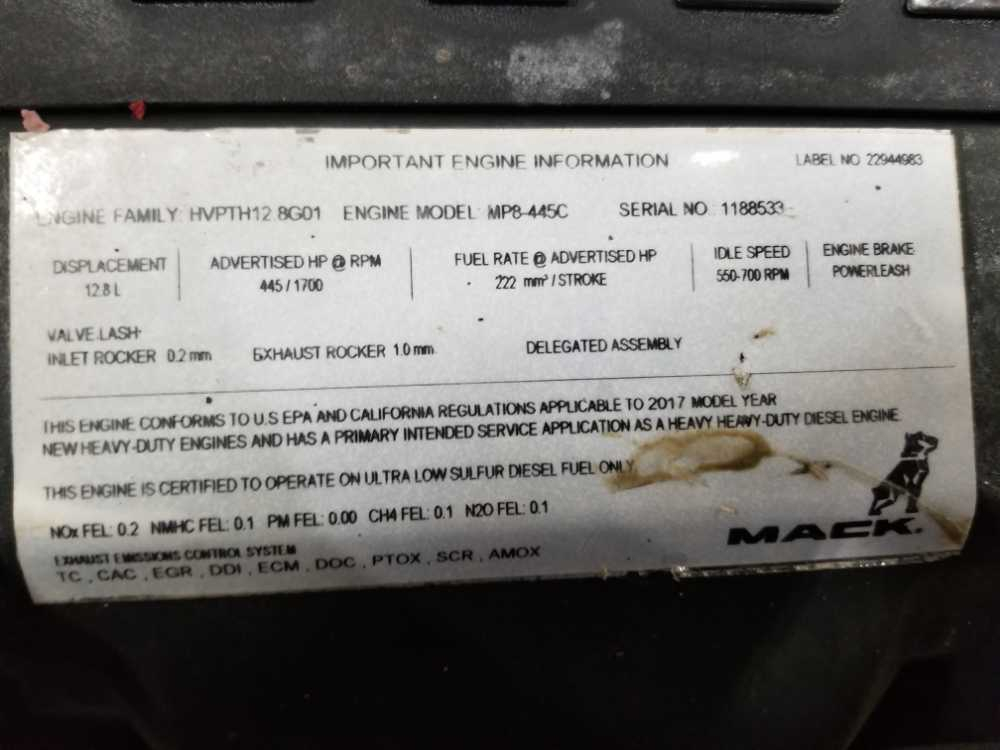 IMPORTANT ENGINE INFORMATION LABEL NO 22944983
ENGINE FAMILY HVPTH12.8G01 ENGINE MODEL MP8-445C SERIAL NO 1188533
DISPLACEMENT ADVERTISED HP @ RPM FUEL RATE @ ADVERTISED HP IDLE SPEED ENGINE BRAKE
12.8 L 445 / 1700 222 mm³ / STROKE 550-700 RPM POWERLEASH
VALVE LASH
INLET ROCKER 0.2 mm EXHAUST ROCKER 1.0 mm DELEGATED ASSEMBLY
THIS ENGINE CONFORMS TO U.S EPA AND CALIFORNIA REGULATIONS APPLICABLE TO 2017 MODEL YEAR
NEW HEAVY-DUTY ENGINES AND HAS A PRIMARY INTENDED SERVICE APPLICATION AS A HEAVY HEAVY-DUTY DIESEL ENGINE
THIS ENGINE IS CERTIFIED TO OPERATE ON ULTRA LOW SULFUR DIESEL FUEL ONLY
NOx FEL: 0.2 NMHC FEL: 0.1 PM FEL: 0.00 CH4 FEL: 0.1 N2O FEL: 0.1
EXHAUST EMISSIONS CONTROL SYSTEM
TC , CAC , EGR , DDI , ECM , DOC , PTOX , SCR , AMOX
MACK.